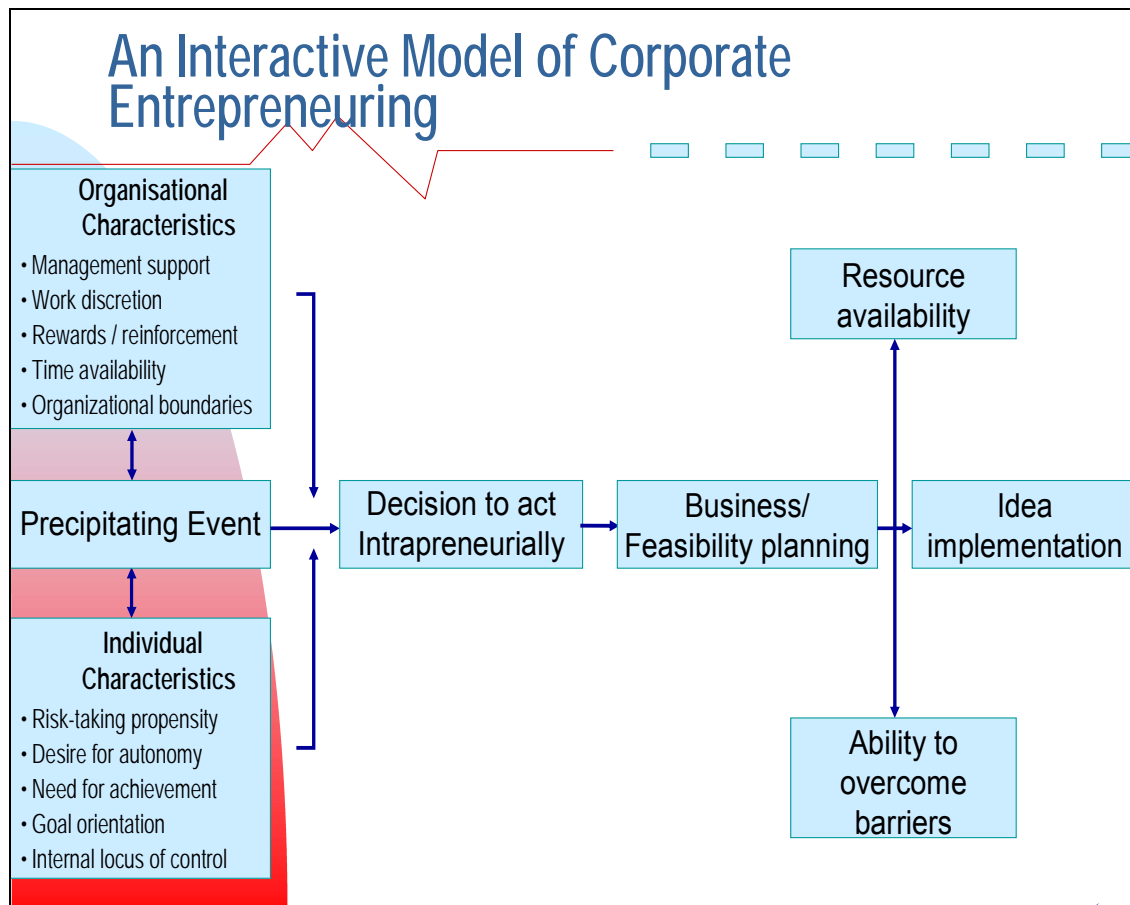 An Interactive Model of Corporate
Entrepreneuring
Organisational
Characteristics
• Management support
• Work discretion
• Rewards / reinforcement
• Time availability
• Organizational boundaries
Precipitating Event
Individual
Characteristics
• Risk-taking propensity
• Desire for autonomy
• Need for achievement
• Goal orientation
• Internal locus of control
Decision to act
Intrapreneurially
Business/
Feasibility planning
Resource
availability
Idea
implementation
Ability to
overcome
barriers